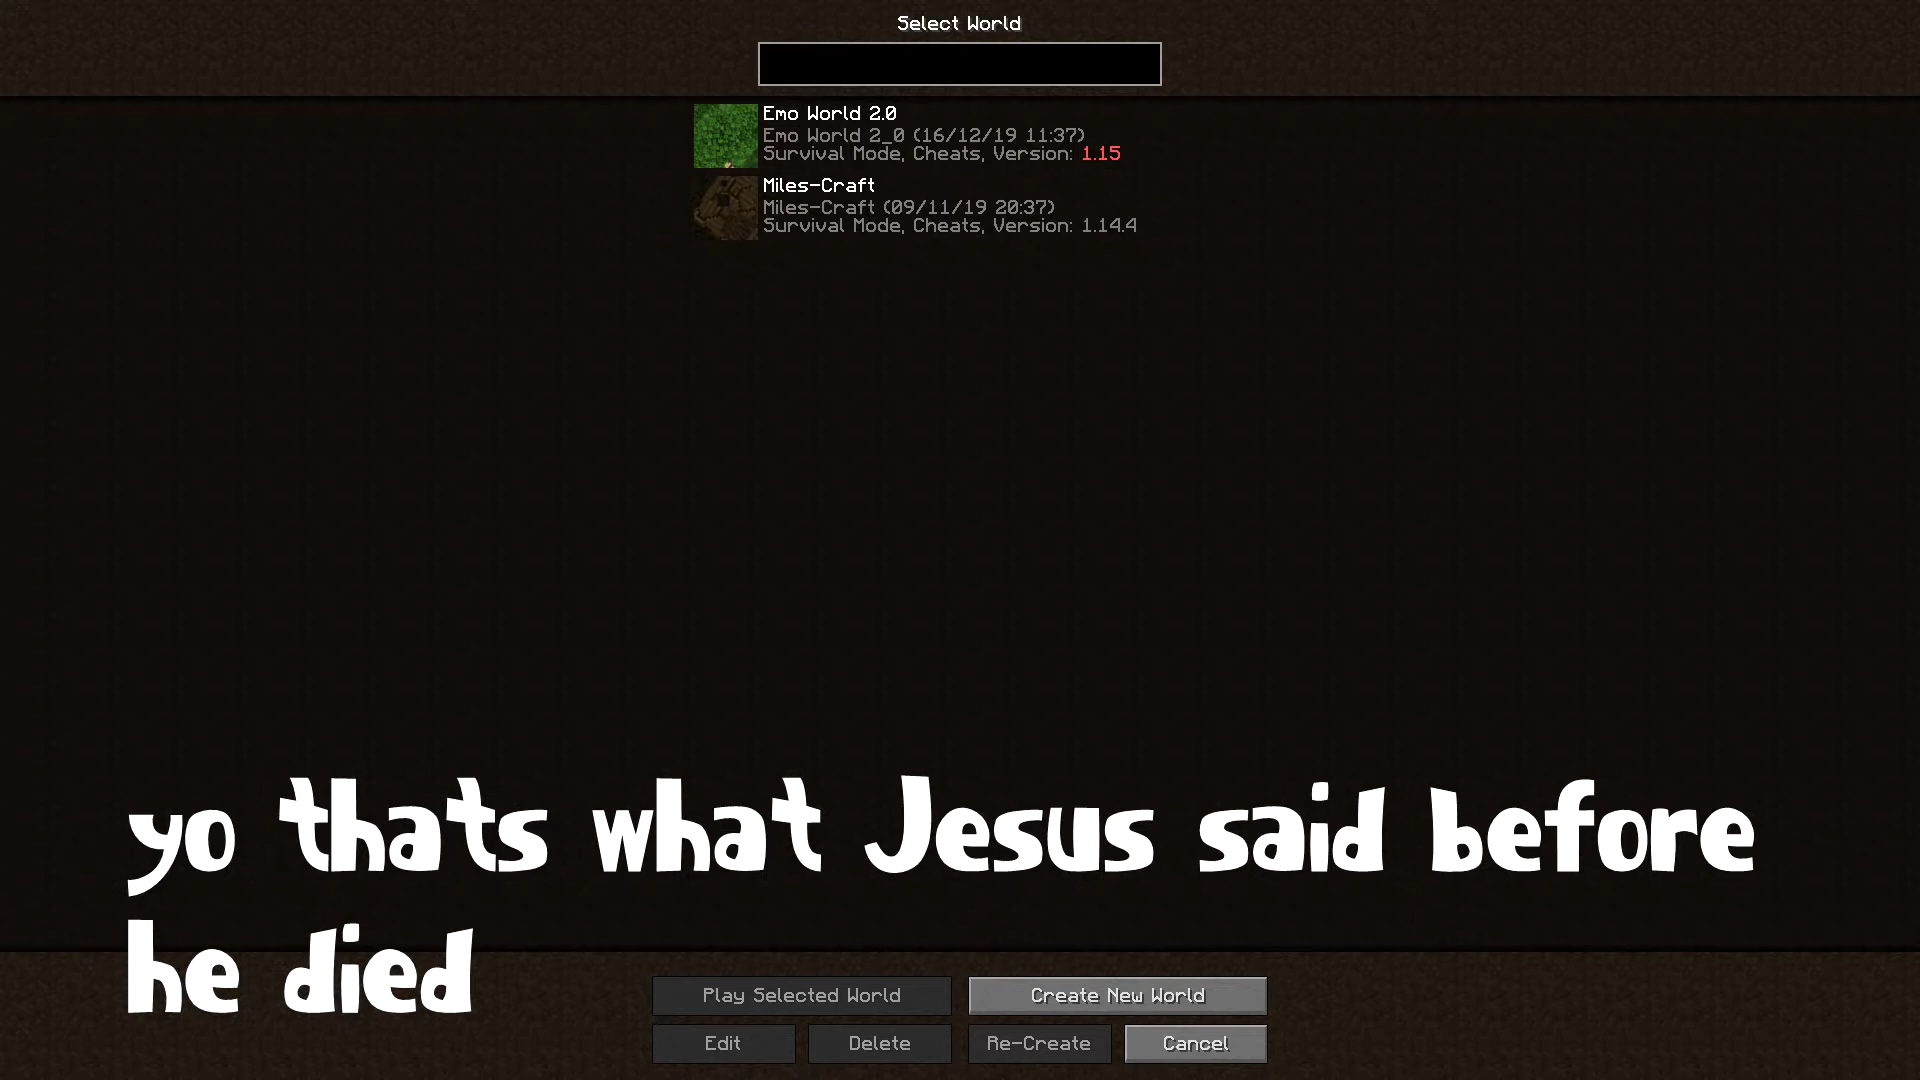 Select World
Emo World 2.0
Emo World 2_0 (16/12/19 11:37)
Survival Mode, Cheats, Version: 1.15
Miles-Craft
Miles-Craft (09/11/19 20:37)
Survival Mode, Cheats, Version: 1.14.4
yo thats what Jesus said before
he died
Play Selected World
Create New World
Edit
Delete
Re-Create
Cancel